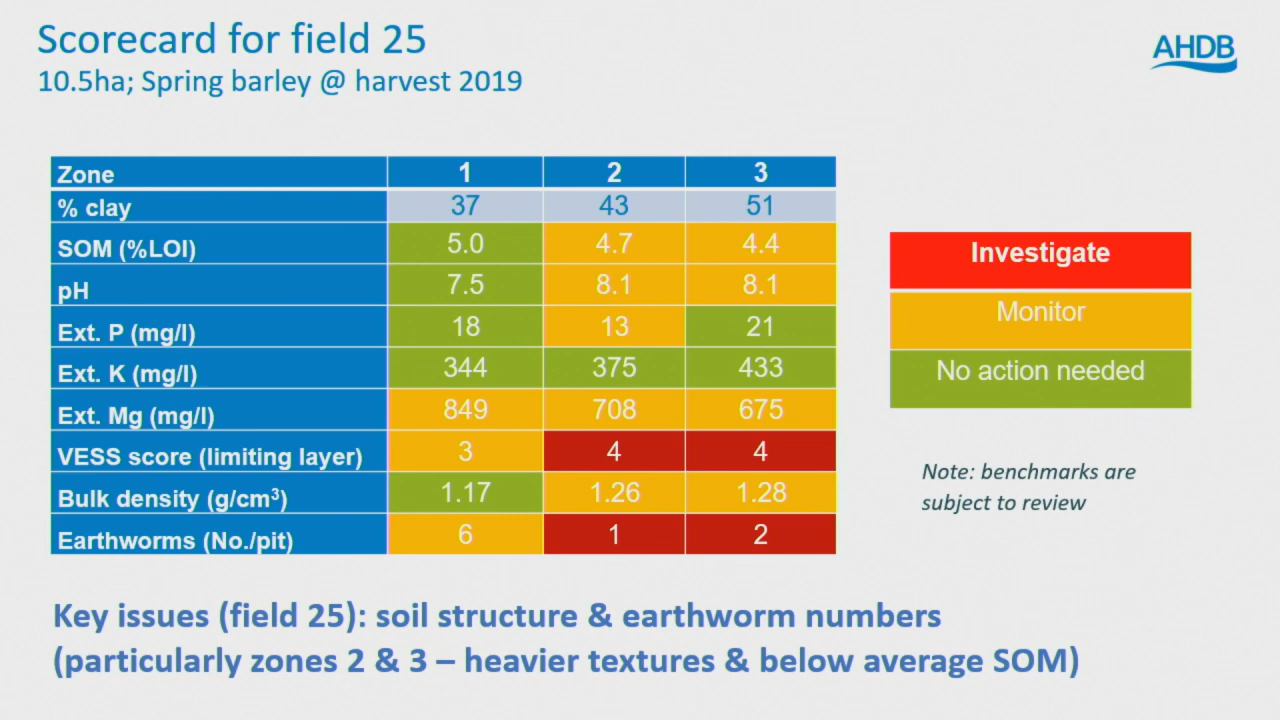 Scorecard for field 25
10.5ha; Spring barley @ harvest 2019
AHDB
Zone 1 2 3
% clay 37 43 51
SOM (%LOI) 5.0 4.7 4.4
pH 7.5 8.1 8.1
Ext. P (mg/l) 18 13 21
Ext. K (mg/l) 344 375 433
Ext. Mg (mg/l) 849 708 675
VESS score (limiting layer) 3 4 4
Bulk density (g/cm³) 1.17 1.26 1.28
Earthworms (No./pit) 6 1 2
Investigate
Monitor
No action needed
Note: benchmarks are
subject to review
Key issues (field 25): soil structure & earthworm numbers
(particularly zones 2 & 3 – heavier textures & below average SOM)